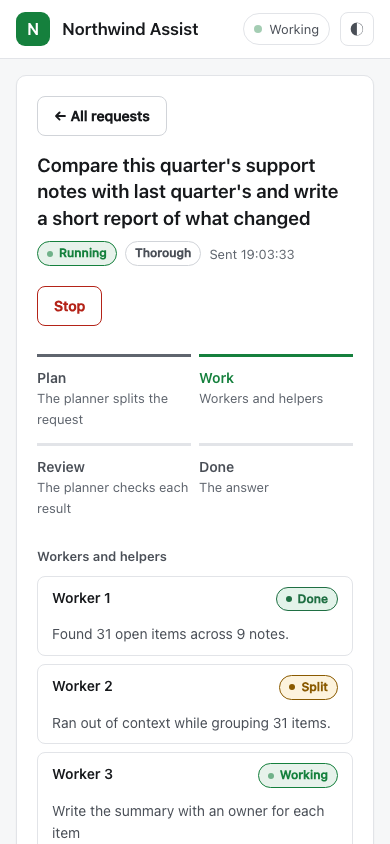 N
Northwind Assist
Working
← All requests
Compare this quarter's support
notes with last quarter's and write
a short report of what changed
Running
Thorough
Sent 19:03:33
Stop
Plan
The planner splits the
request
Work
Workers and helpers
Review
The planner checks each
result
Done
The answer
Workers and helpers
Worker 1
Done
Found 31 open items across 9 notes.
Worker 2
Split
Ran out of context while grouping 31 items.
Worker 3
Working
Write the summary with an owner for each
item